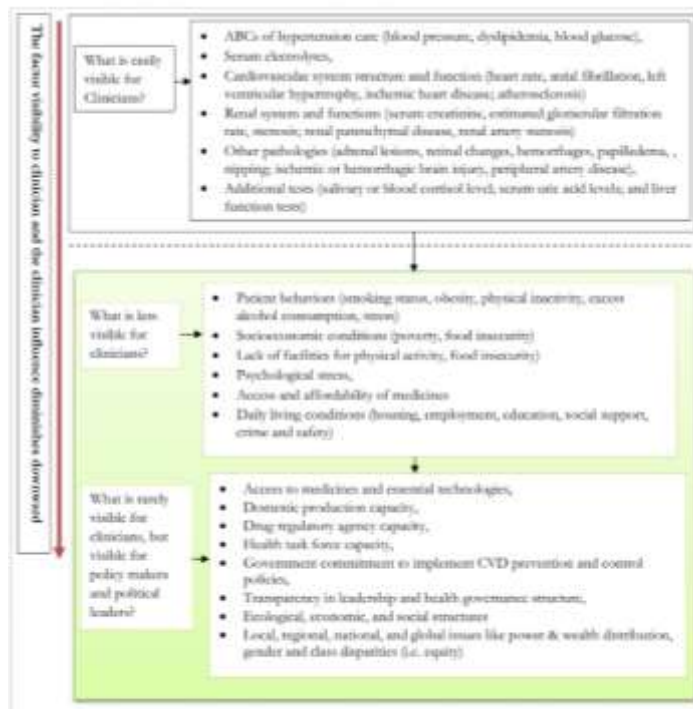 The factor visibility to clinician and the clinician influence diminishes downward
What is easily
visible for
Clinicians?
• ABCs of hypertension care (blood pressure, dyslipidemia, blood glucose),
• Serum electrolytes,
• Cardiovascular system structure and function (heart rate, atrial fibrillation, left
ventricular hypertrophy, ischemic heart disease; atherosclerosis)
• Renal system and functions (serum creatinine, estimated glomerular filtration
rate, stenosis; renal parenchymal disease, renal artery stenosis)
• Other pathologies (adrenal lesions, retinal changes, hemorrhages, papilledema, ,
nipping; ischemic or hemorrhagic brain injury, peripheral artery disease),
• Additional tests (salivary or blood cortisol level, serum uric acid levels, and liver
function tests)
What is less
visible for
clinicians?
• Patient behaviors (smoking status, obesity, physical inactivity, excess
alcohol consumption, stress)
• Socioeconomic conditions (poverty, food insecurity)
• Lack of facilities for physical activity, food insecurity)
• Psychological stress,
• Access and affordability of medicines
• Daily living conditions (housing, employment, education, social support,
crime and safety)
What is rarely
visible for
clinicians, but
visible for
policy makers
and political
leaders?
• Access to medicines and essential technologies,
• Domestic production capacity,
• Drug regulatory agency capacity,
• Health task force capacity,
• Government commitment to implement CVD prevention and control
policies,
• Transparency in leadership and health governance structure,
• Ecological, economic, and social structures
• Local, regional, national, and global issues like power & wealth distribution,
gender and class disparities (i.e. equity)